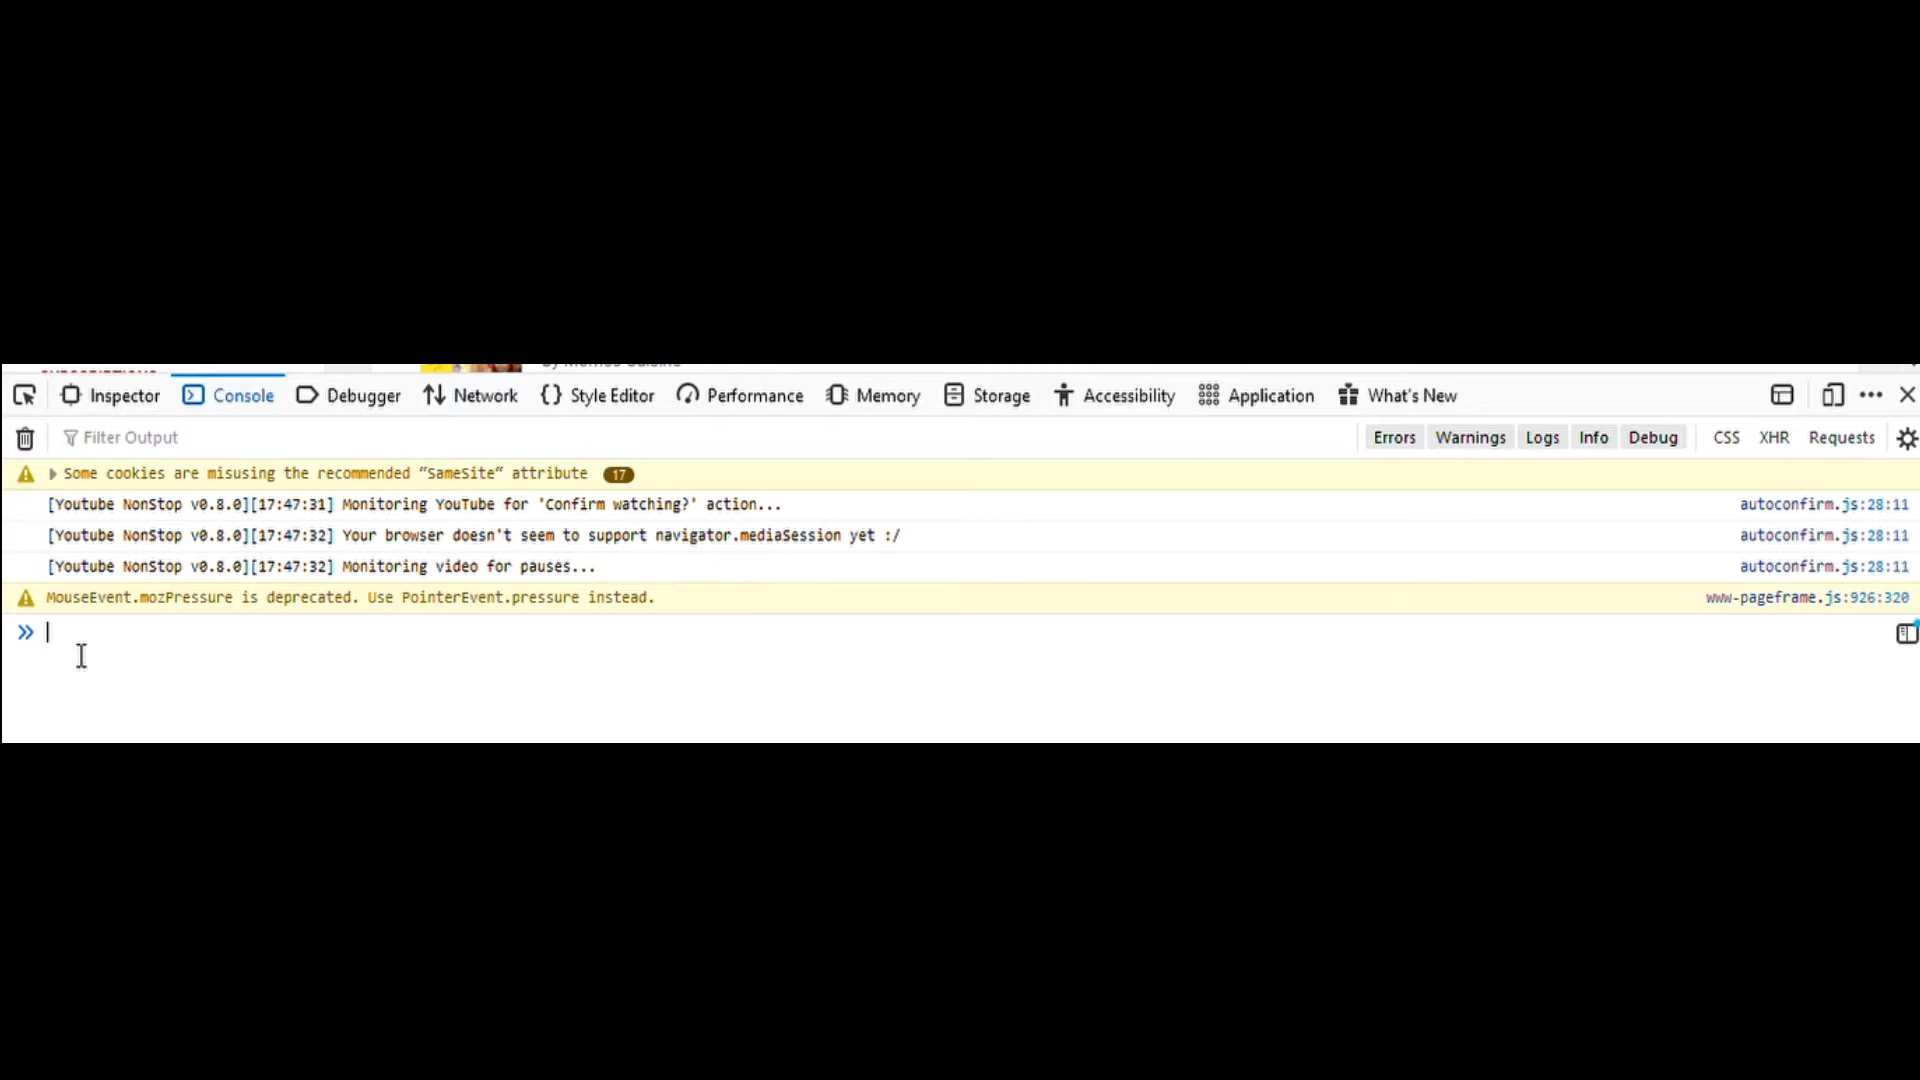 Inspector Console Debugger Network Style Editor Performance Memory Storage Accessibility Application What's New
Filter Output Errors Warnings Logs Info Debug CSS XHR Requests
Some cookies are misusing the recommended “SameSite“ attribute 17
[Youtube NonStop v0.8.0][17:47:31] Monitoring YouTube for 'Confirm watching?' action... autoconfirm.js:28:11
[Youtube NonStop v0.8.0][17:47:32] Your browser doesn't seem to support navigator.mediaSession yet :/ autoconfirm.js:28:11
[Youtube NonStop v0.8.0][17:47:32] Monitoring video for pauses... autoconfirm.js:28:11
MouseEvent.mozPressure is deprecated. Use PointerEvent.pressure instead. www-pageframe.js:926:320